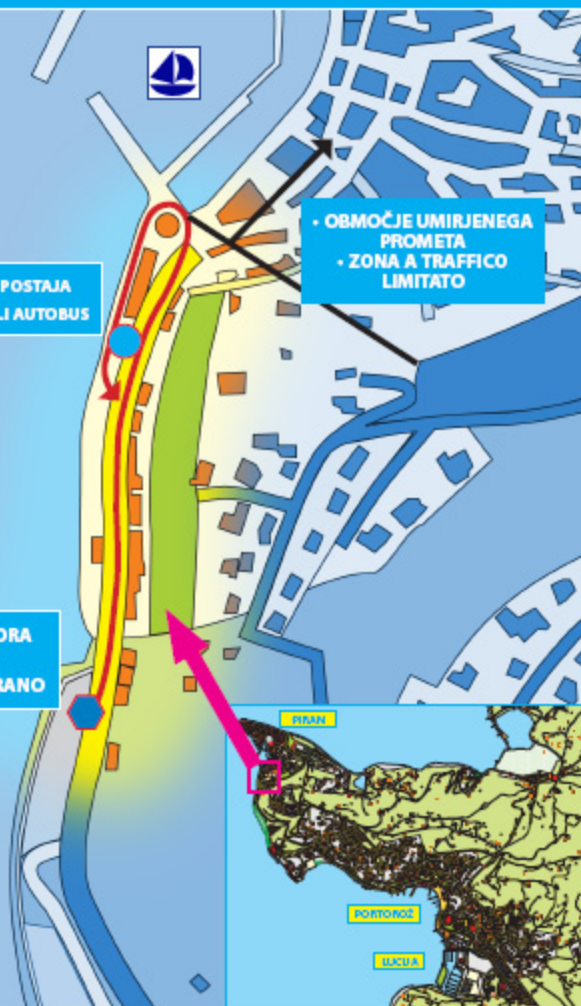 • OBMOČJE UMIRJENEGA
PROMETA
• ZONA A TRAFFICO
LIMITATO
POSTAJA
LI AUTOBUS
ORA
RANO
PIRAN
PORTOROŽ
LUCIJA